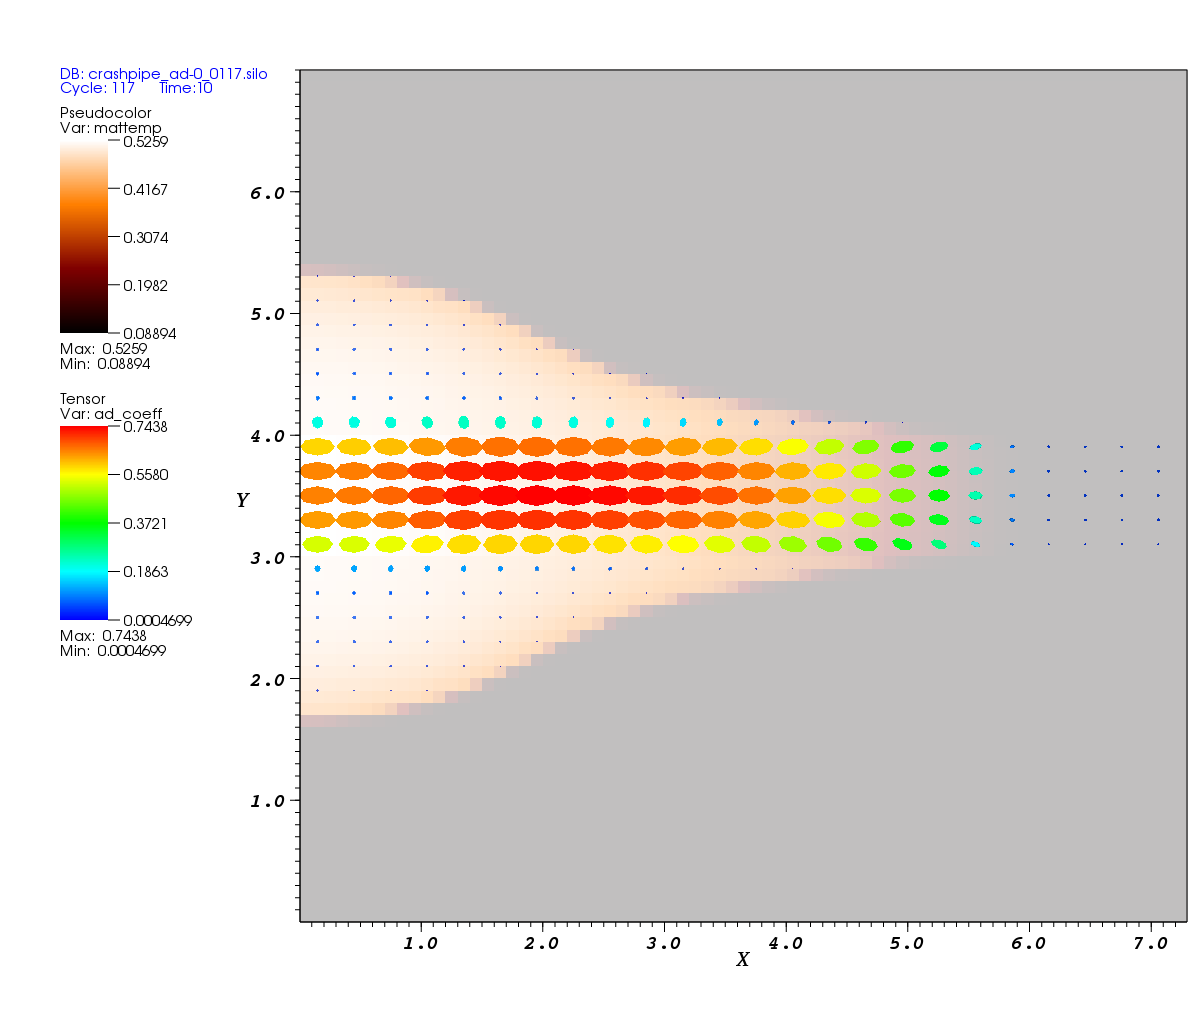 DB: crashpipe_ad-0_0117.silo
Cycle: 117 Time:10
Pseudocolor
Var: mattemp
0.5259
0.4167
0.3074
0.1982
0.08894
Max: 0.5259
Min: 0.08894
Tensor
Var: ad_coeff
0.7438
0.5580
0.3721
0.1863
0.0004699
Max: 0.7438
Min: 0.0004699
6.0
5.0
4.0
Y
3.0
2.0
1.0
1.0 2.0 3.0 4.0 5.0 6.0 7.0
X